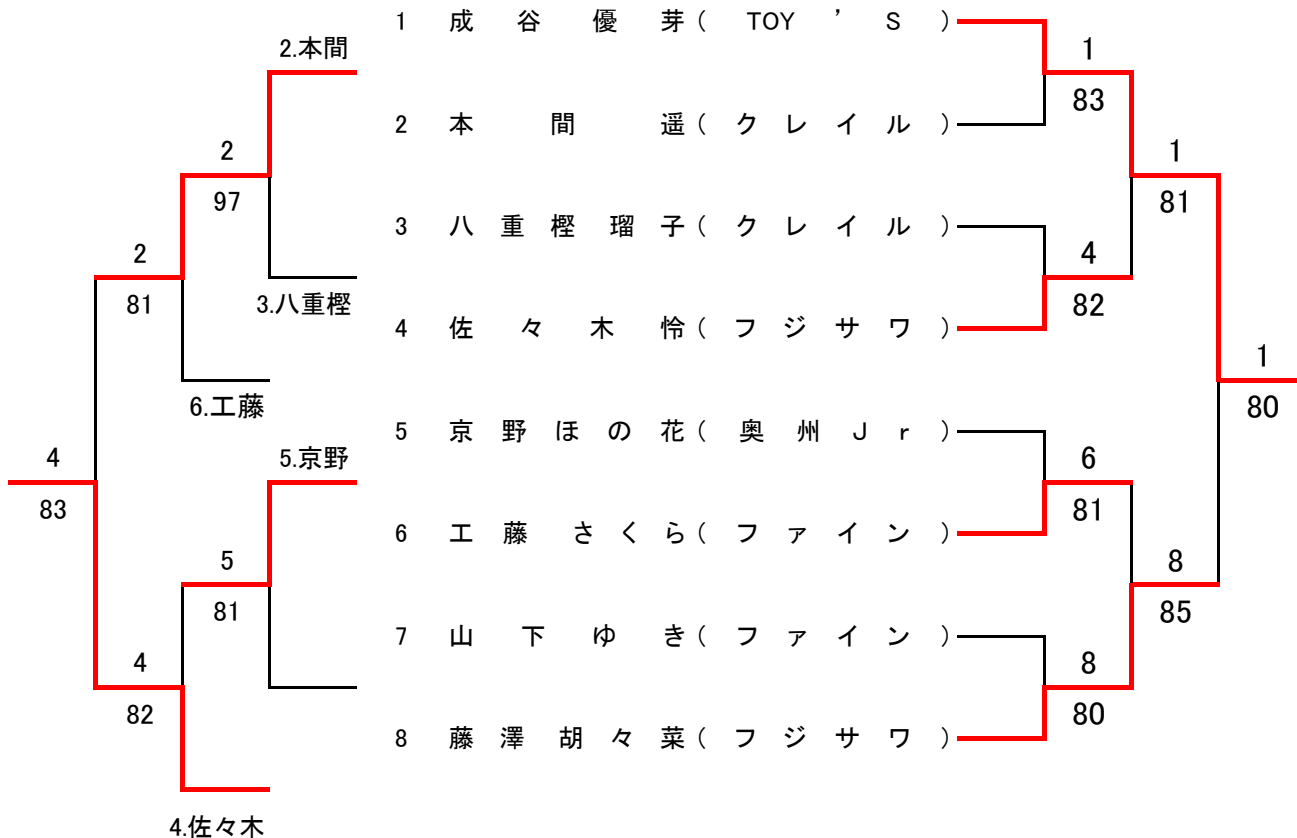 1 成谷優芽(TOY'S)
2.本間
1
83
2 本間遥(クレイル)
2
1
97
81
3 八重樫瑠子(クレイル)
2
4
81
3.八重樫
82
4 佐々木怜(フジサワ)
1
6.工藤
80
5 京野ほの花(奥州Jr)
4
5.京野
6
83
81
6 工藤さくら(ファイン)
5
8
81
85
7 山下ゆき(ファイン)
4
8
82
80
8 藤澤胡々菜(フジサワ)
4.佐々木